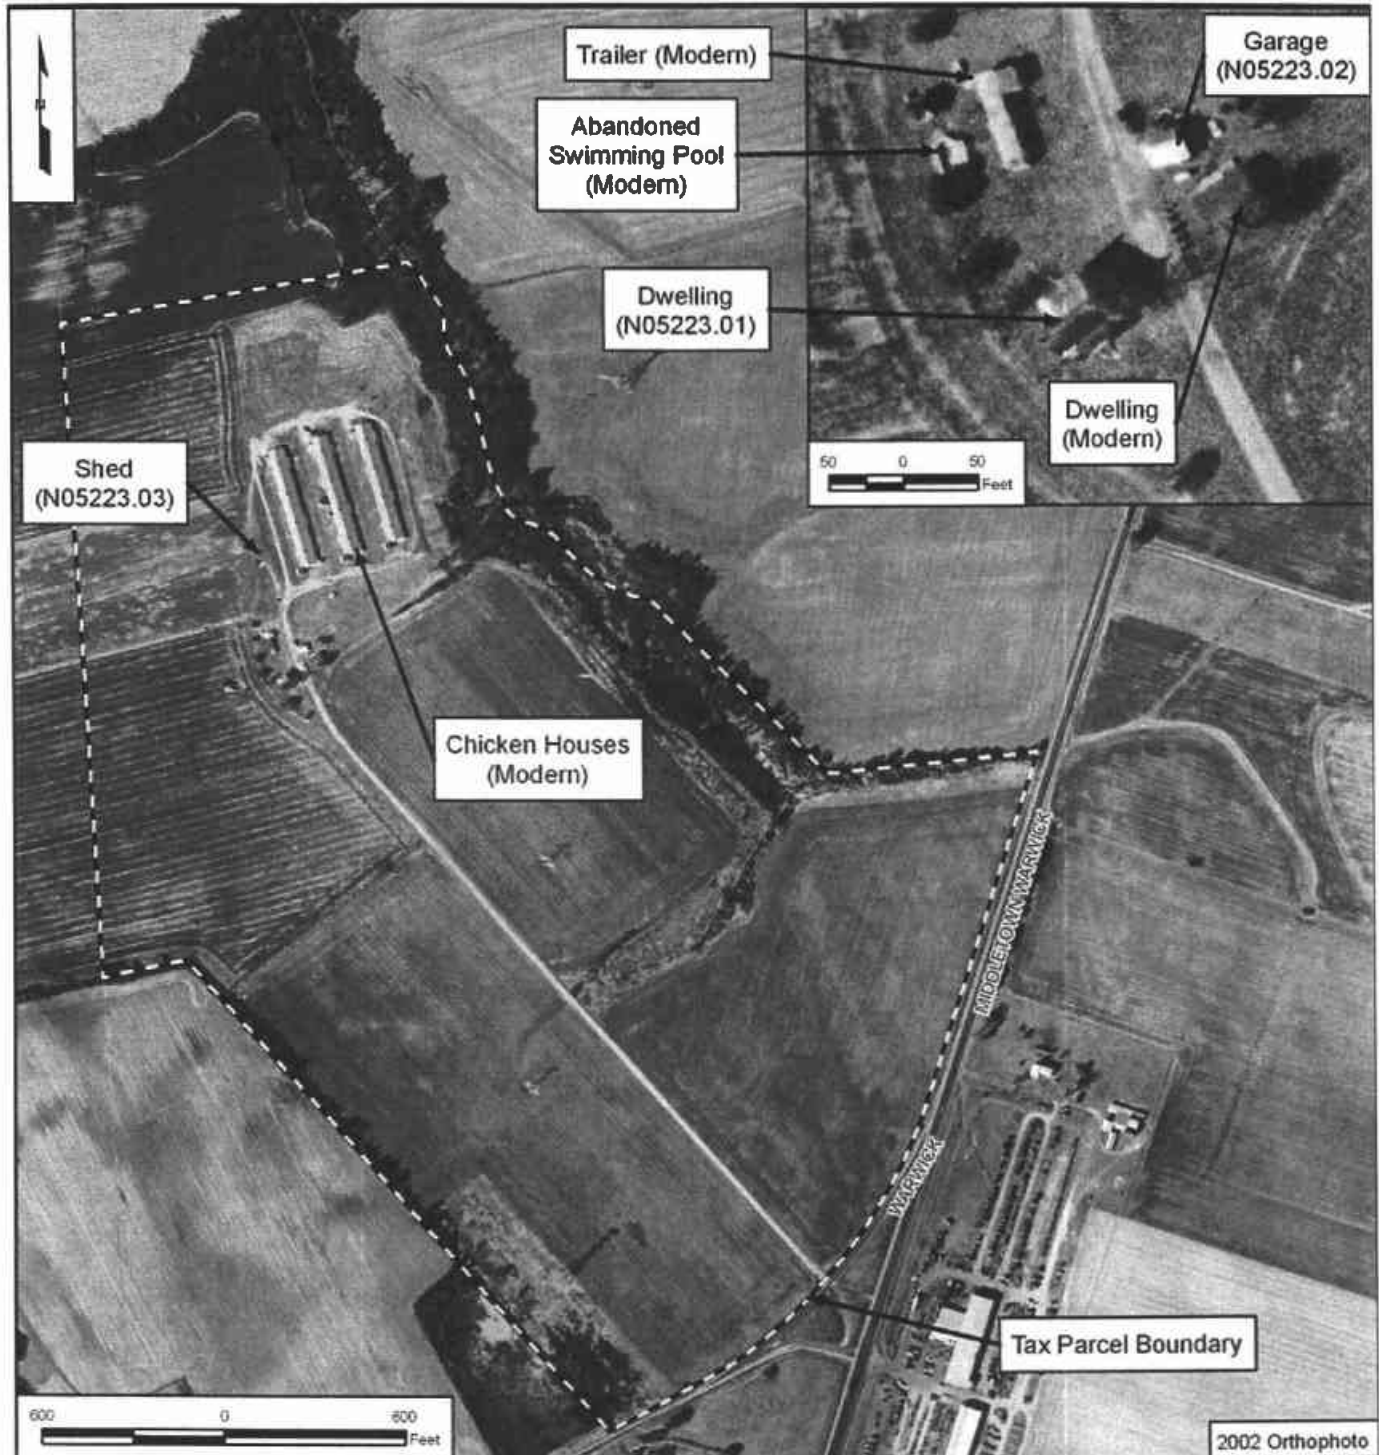 Trailer (Modern)
Garage
(N05223.02)
Abandoned
Swimming Pool
(Modern)
Dwelling
(N05223.01)
Dwelling
(Modern)
50 0 50
Feet
Shed
(N05223.03)
Chicken Houses
(Modern)
MIDDLETOWN WARWICK
WARWICK
Tax Parcel Boundary
600 0 600
Feet
2002 Orthophoto